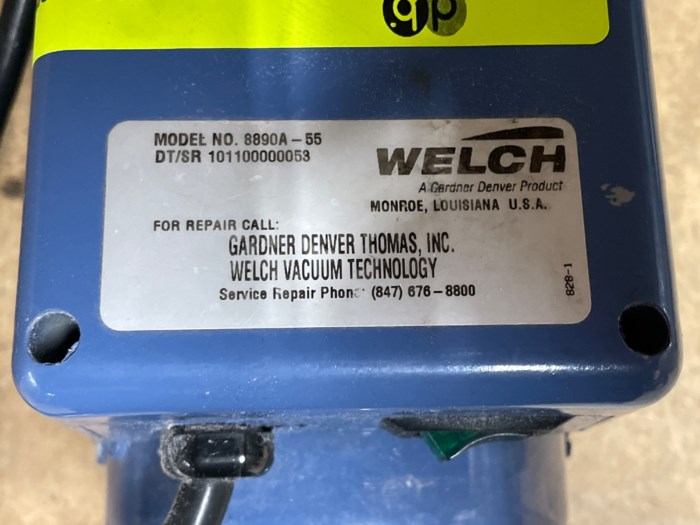 MODEL NO. 8890A-55
DT/SR 101100000053
WELCH
A Gardner Denver Product
MONROE, LOUISIANA U.S.A.
FOR REPAIR CALL:
GARDNER DENVER THOMAS, INC.
WELCH VACUUM TECHNOLOGY
Service Repair Phone: (847) 676-8800
828-1